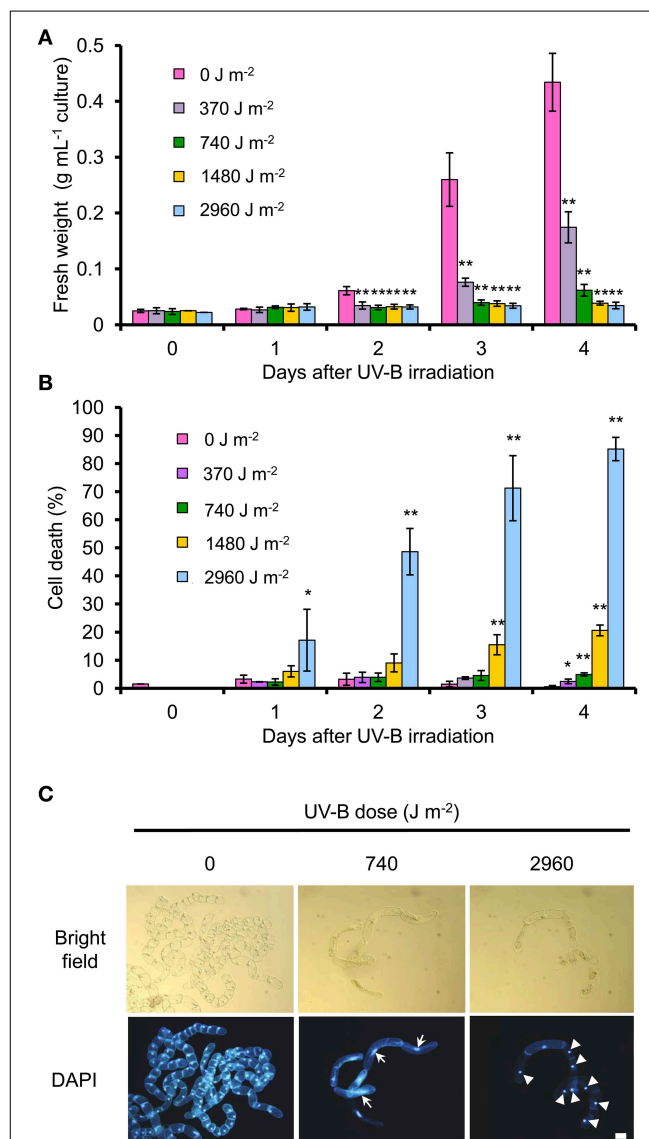 A
0.5
0.4
0.3
0.2
0.1
0
Fresh weight (g mL-1 culture)
0 J m-2
370 J m-2
740 J m-2
1480 J m-2
2960 J m-2
** ** ** **
** ** ** **
** ** ** **
0 1 2 3 4
Days after UV-B irradiation
B
100
90
80
70
60
50
40
30
20
10
0
Cell death (%)
0 J m-2
370 J m-2
740 J m-2
1480 J m-2
2960 J m-2
*
**
** **
* ** ** **
0 1 2 3 4
Days after UV-B irradiation
C
UV-B dose (J m-2)
0 740 2960
Bright
field
DAPI